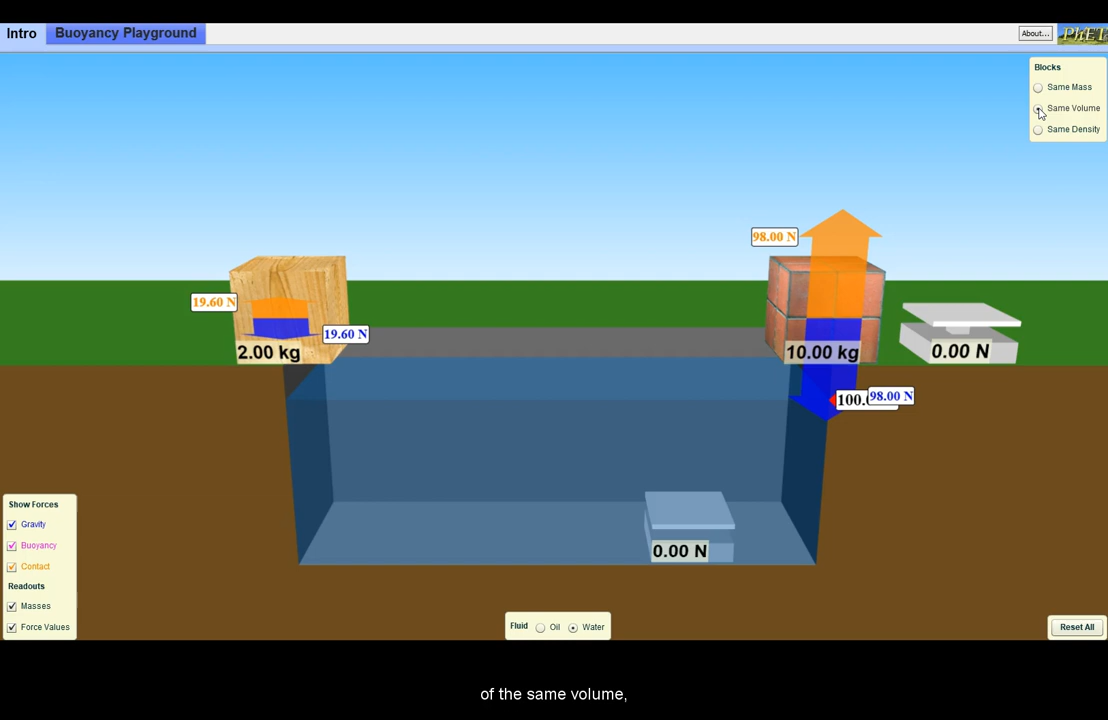 Intro
Buoyancy Playground
About...
PhET
Blocks
Same Mass
Same Volume
Same Density
98.00 N
19.60 N
19.60 N
2.00 kg
10.00 kg
0.00 N
98.00 N
0.00 N
Show Forces
Gravity
Buoyancy
Contact
Readouts
Masses
Force Values
Fluid
Oil
Water
Reset All
of the same volume,